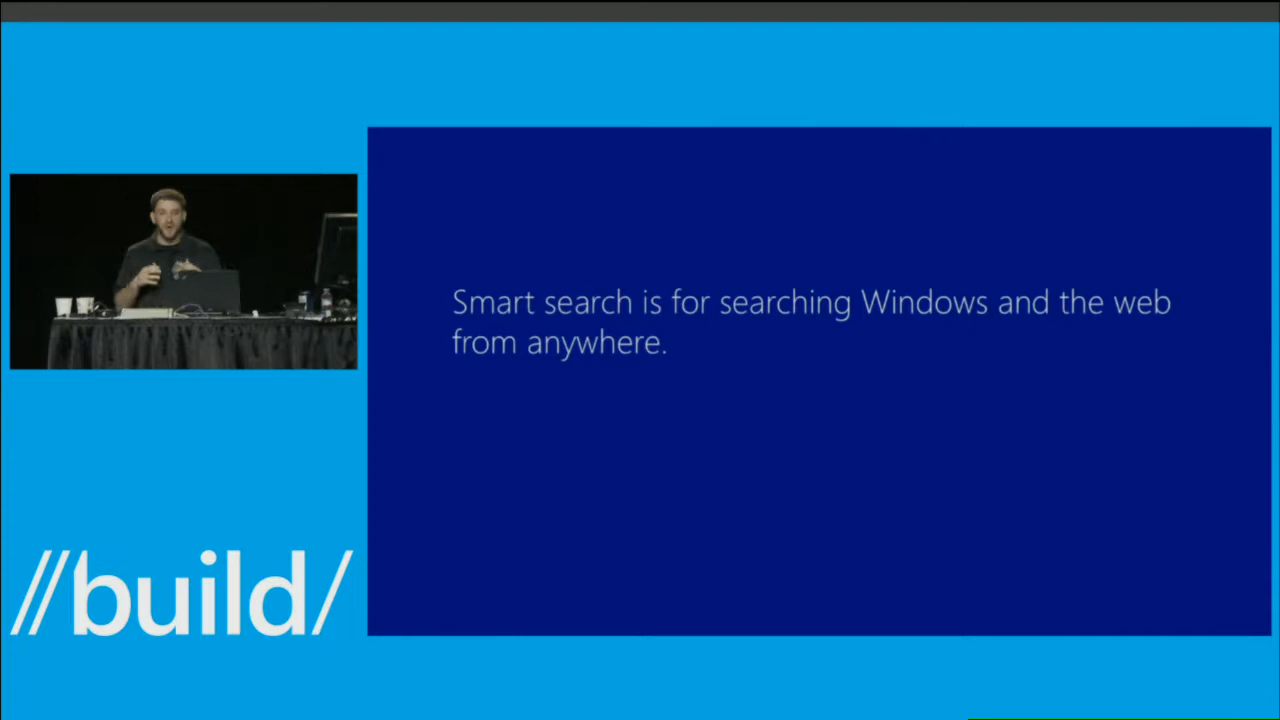 Smart search is for searching Windows and the web
from anywhere.
//build/